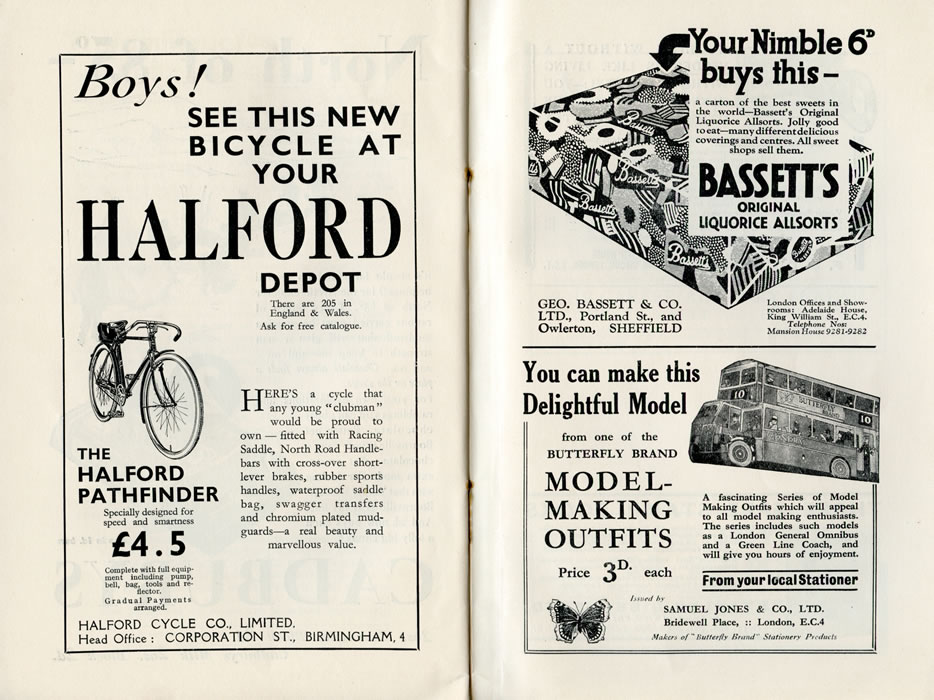 Boys!
SEE THIS NEW
BICYCLE AT
YOUR
HALFORD
DEPOT
There are 205 in
England & Wales.
Ask for free catalogue.
HERE'S a cycle that
any young "clubman"
would be proud to
own — fitted with Racing
Saddle, North Road Handle-
bars with cross-over short-
lever brakes, rubber sports
handles, waterproof saddle
bag, swagger transfers
and chromium plated mud-
guards—a real beauty and
marvellous value.
THE
HALFORD
PATHFINDER
Specially designed for
speed and smartness
£4.5
Complete with full equip-
ment including pump,
bell, bag, tools and re-
flector.
Gradual Payments
arranged.
HALFORD CYCLE CO., LIMITED.
Head Office : CORPORATION ST., BIRMINGHAM, 4
Your Nimble 6D
buys this—
a carton of the best sweets in
the world—Bassett's Original
Liquorice Allsorts. Jolly good
to eat—many different delicious
coverings and centres. All sweet
shops sell them.
BASSETT'S
ORIGINAL
LIQUORICE ALLSORTS
Bassetts
Bassetts
Bassetts
Bassetts
GEO. BASSETT & CO.
LTD., Portland St., and
Owlerton, SHEFFIELD
London Offices and Show-
rooms: Adelaide House,
King William St., E.C.4.
Telephone Nos:
Mansion House 9281-9282
You can make this
Delightful Model
10
BUTTERFLY
10
from one of the
BUTTERFLY BRAND
MODEL-
MAKING
OUTFITS
Price 3D. each
A fascinating Series of Model
Making Outfits which will appeal
to all model making enthusiasts.
The series includes such models
as a London General Omnibus
and a Green Line Coach, and
will give you hours of enjoyment.
From your local Stationer
Issued by
SAMUEL JONES & CO., LTD.
Bridewell Place, :: London, E.C.4
Makers of "Butterfly Brand" Stationery Products